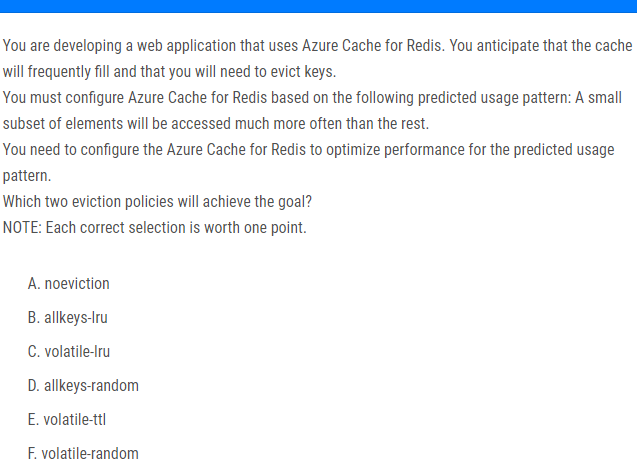 You are developing a web application that uses Azure Cache for Redis. You anticipate that the cache
will frequently fill and that you will need to evict keys.
You must configure Azure Cache for Redis based on the following predicted usage pattern: A small
subset of elements will be accessed much more often than the rest.
You need to configure the Azure Cache for Redis to optimize performance for the predicted usage
pattern.
Which two eviction policies will achieve the goal?
NOTE: Each correct selection is worth one point.
A. noeviction
B. allkeys-lru
C. volatile-lru
D. allkeys-random
E. volatile-ttl
F. volatile-random